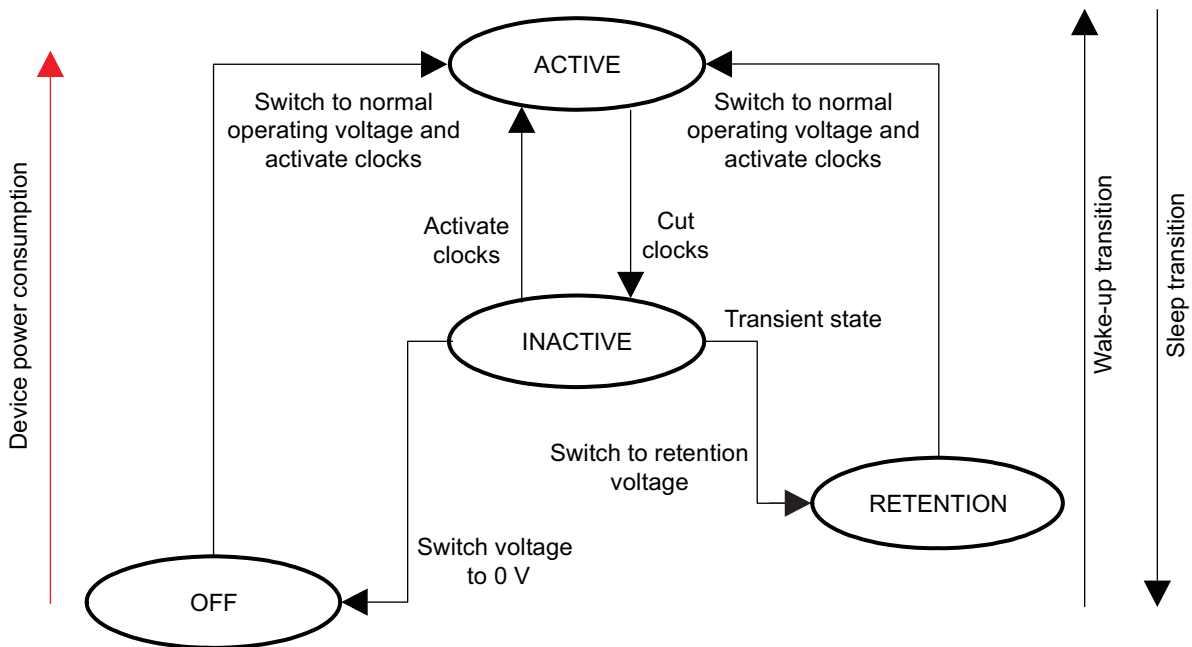 ACTIVE
Switch to normal
operating voltage and
activate clocks
Switch to normal
operating voltage and
activate clocks
Activate
clocks
Cut
clocks
INACTIVE
Transient state
Switch to retention
voltage
RETENTION
Switch voltage
to 0 V
OFF
Device power consumption
Wake-up transition
Sleep transition